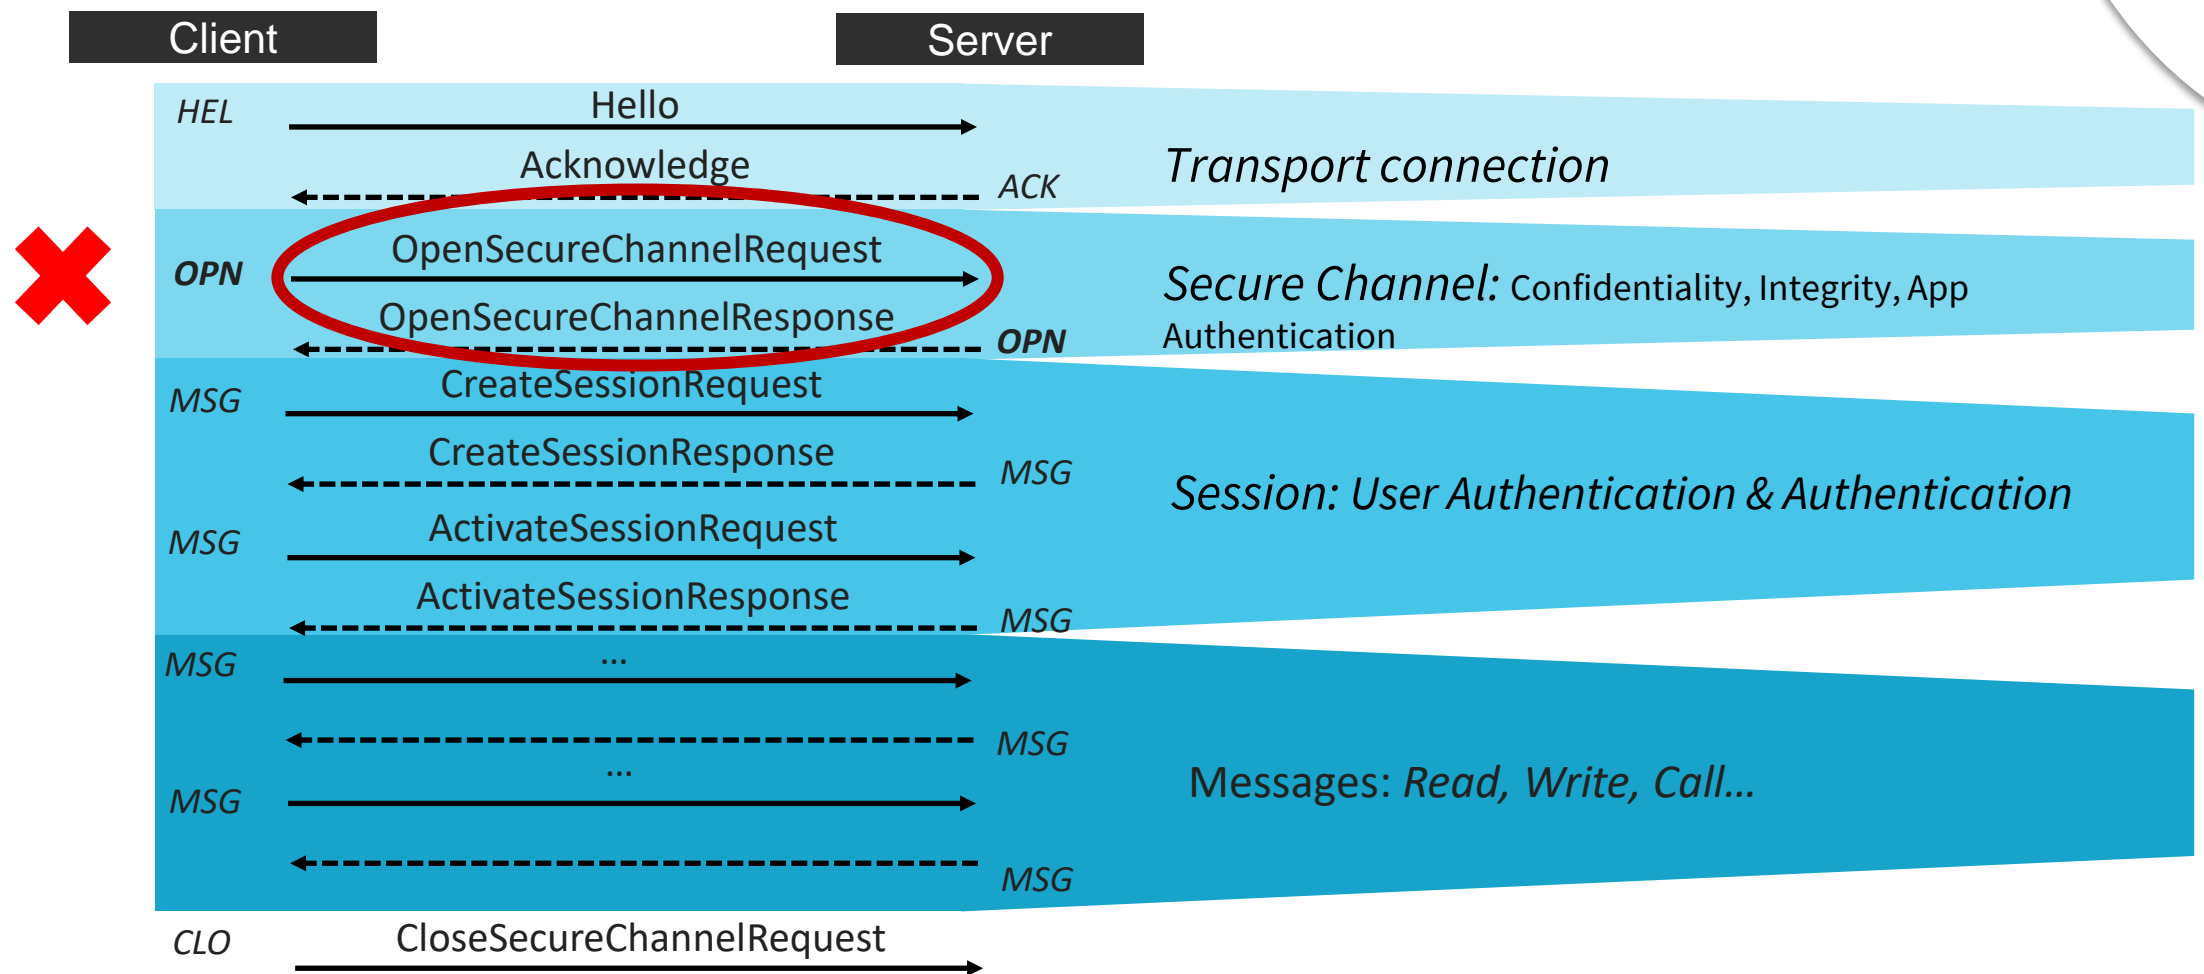 Client
Server
HEL
Hello
Acknowledge
ACK
Transport connection
OPN
OpenSecureChannelRequest
OpenSecureChannelResponse
OPN
Secure Channel: Confidentiality, Integrity, App
Authentication
MSG
CreateSessionRequest
CreateSessionResponse
MSG
MSG
ActivateSessionRequest
ActivateSessionResponse
MSG
Session: User Authentication & Authentication
MSG
...
MSG
...
MSG
MSG
Messages: Read, Write, Call...
CLO
CloseSecureChannelRequest